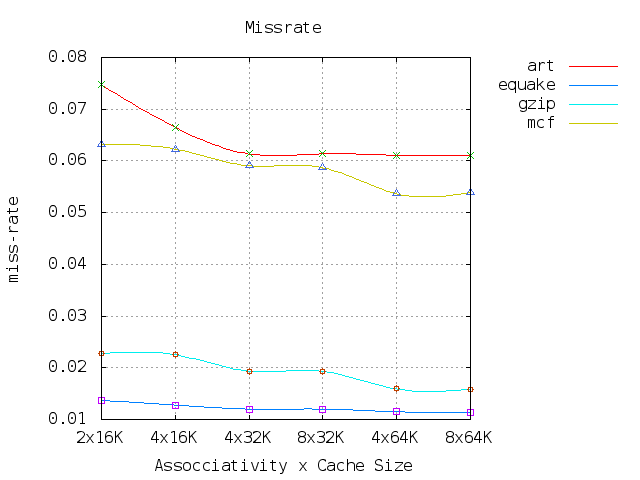 Missrate
0.08
0.07
0.06
0.05
0.04
0.03
0.02
0.01
miss-rate
2x16K 4x16K 4x32K 8x32K 4x64K 8x64K
Assocciativity x Cache Size
art
equake
gzip
mcf